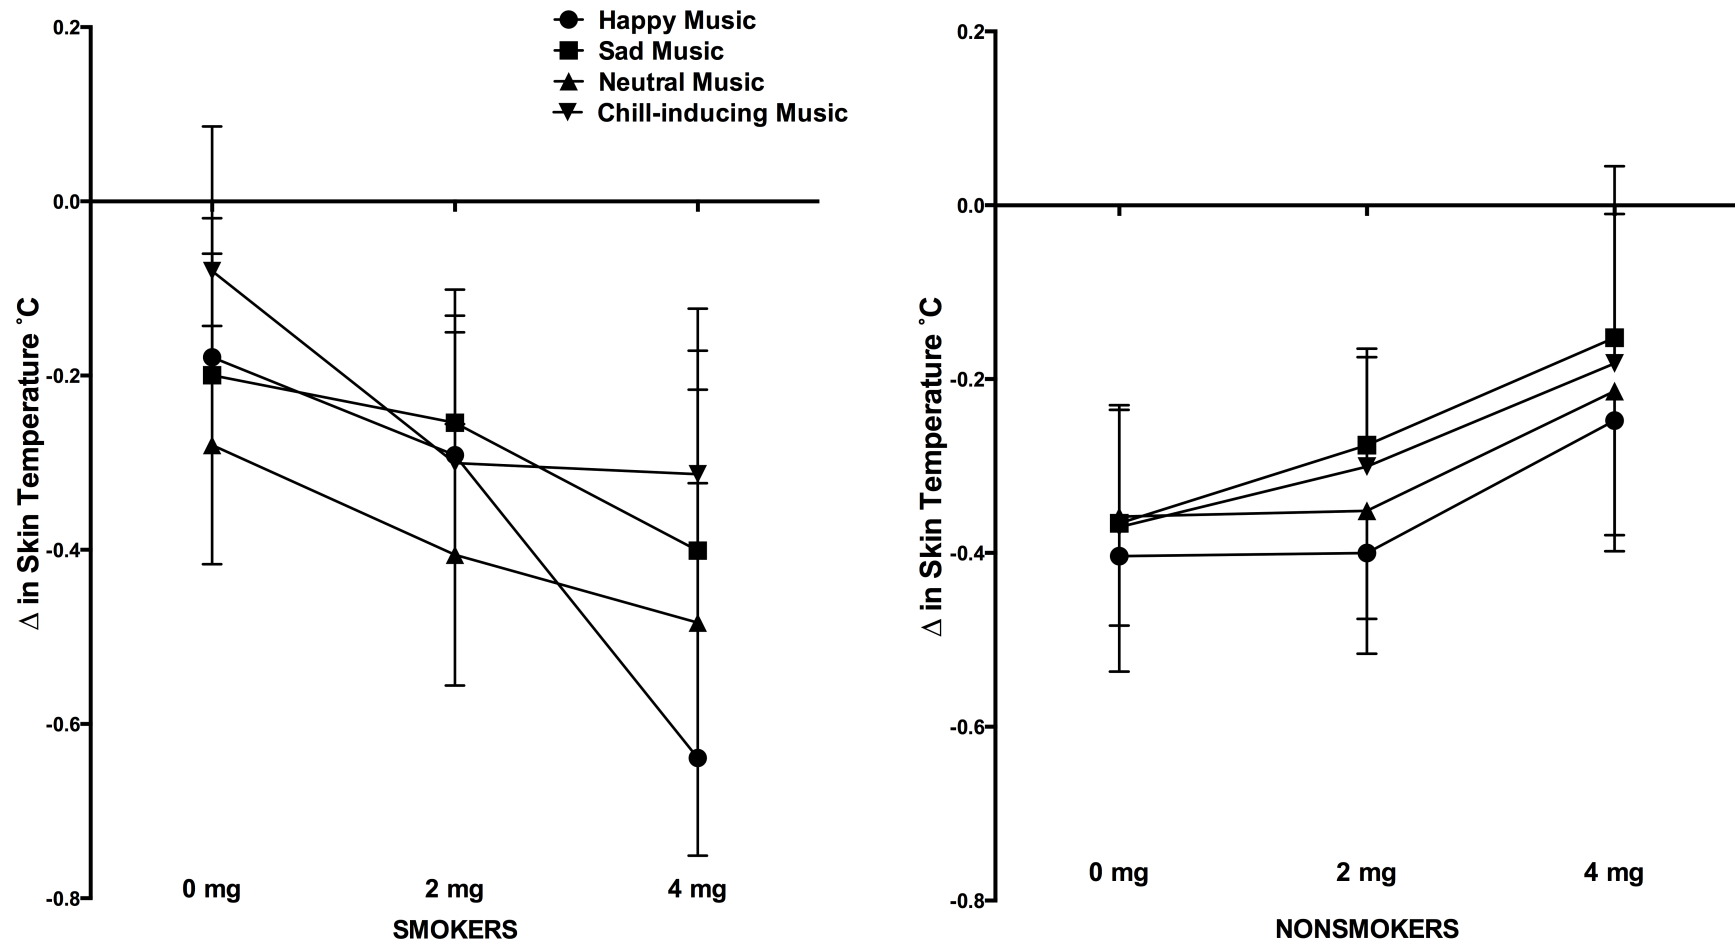 Happy Music
Sad Music
Neutral Music
Chill-inducing Music
0.2
0.0
-0.2
-0.4
-0.6
-0.8
Δ in Skin Temperature ˚C
0 mg
2 mg
4 mg
SMOKERS
0.2
0.0
-0.2
-0.4
-0.6
-0.8
Δ in Skin Temperature ˚C
0 mg
2 mg
4 mg
NONSMOKERS